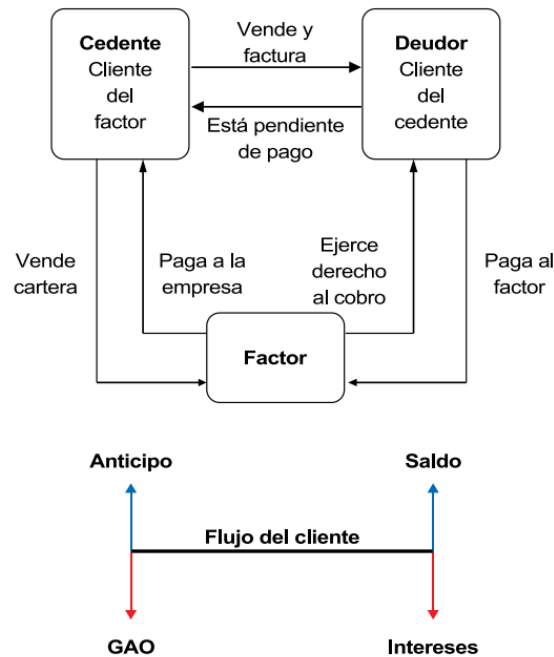 Cedente
Cliente
del
factor
Vende y
factura
Está pendiente
de pago
Deudor
Cliente
del
cedente
Vende
cartera
Paga a la
empresa
Ejerce
derecho
al cobro
Paga al
factor
Factor
Anticipo
Saldo
Flujo del cliente
GAO
Intereses